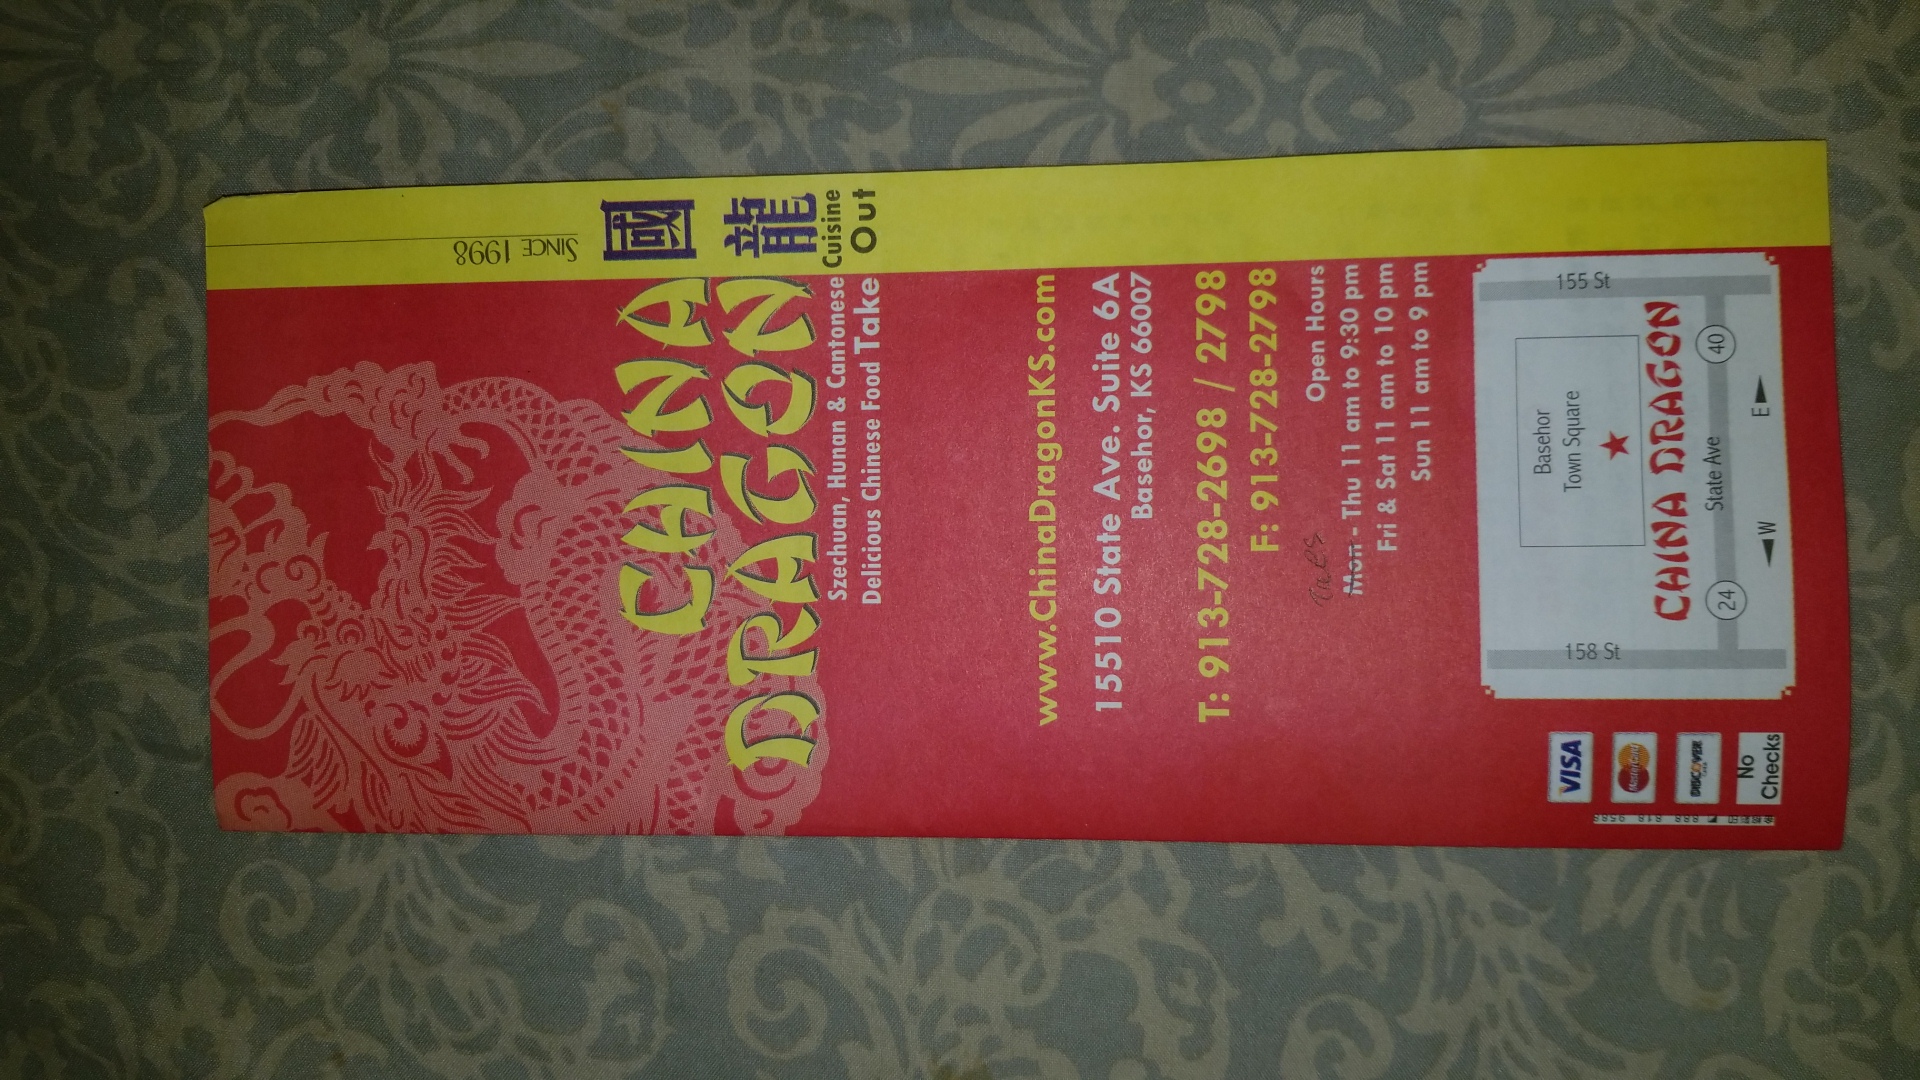 SINCE 1998
國
龍
CHINA
DRAGON
Szechuan, Hunan & Cantonese Cuisine
Delicious Chinese Food Take Out
www.ChinaDragonKS.com
15510 State Ave. Suite 6A
Basehor, KS 66007
T: 913-728-2698 / 2798
F: 913-728-2798
Open Hours
Tues
Mon - Thu 11 am to 9:30 pm
Fri & Sat 11 am to 10 pm
Sun 11 am to 9 pm
158 St
155 St
Basehor
Town Square
CHINA DRAGON
24
State Ave
40
W
E
VISA
MasterCard
DISCOVER
No
Checks